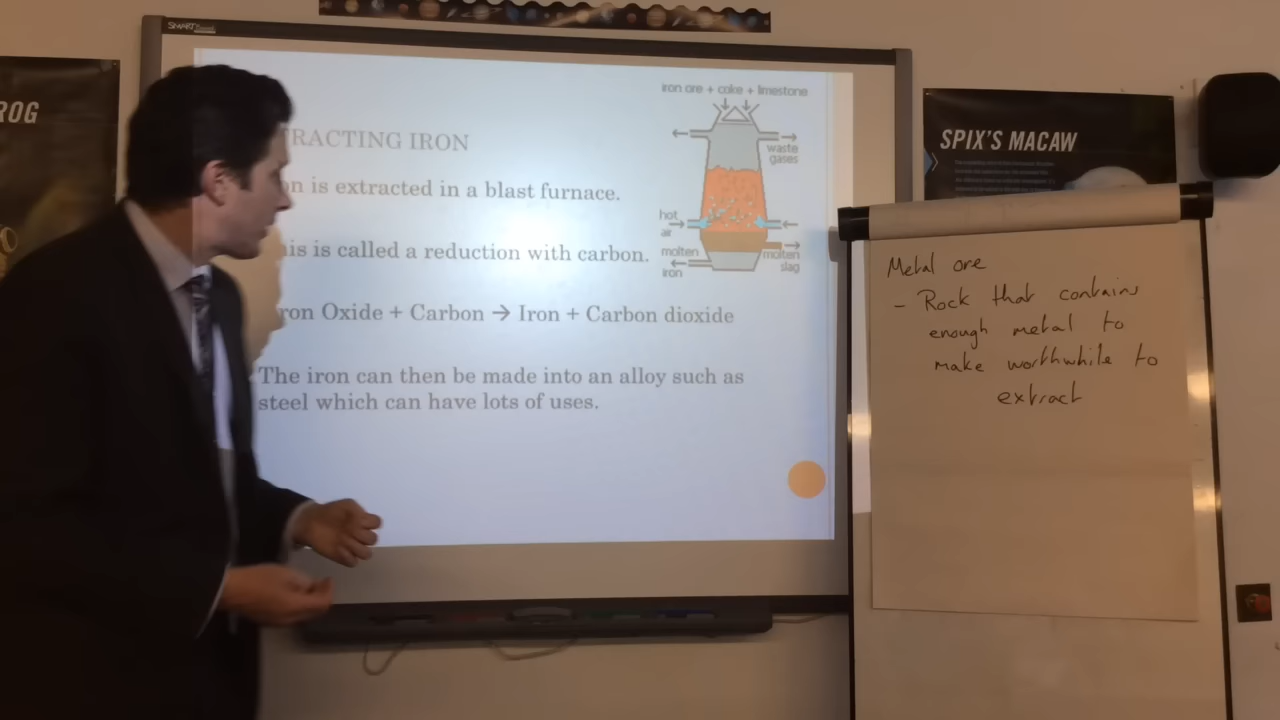 SMART
ROG
TRACTING IRON
on is extracted in a blast furnace.
his is called a reduction with carbon.
ron Oxide + Carbon → Iron + Carbon dioxide
The iron can then be made into an alloy such as
steel which can have lots of uses.
iron ore + coke + limestone
waste
gases
hot
air
molten
iron
molten
slag
SPIX'S MACAW
Metal ore
- Rock that contains
enough metal to
make worthwhile to
extract